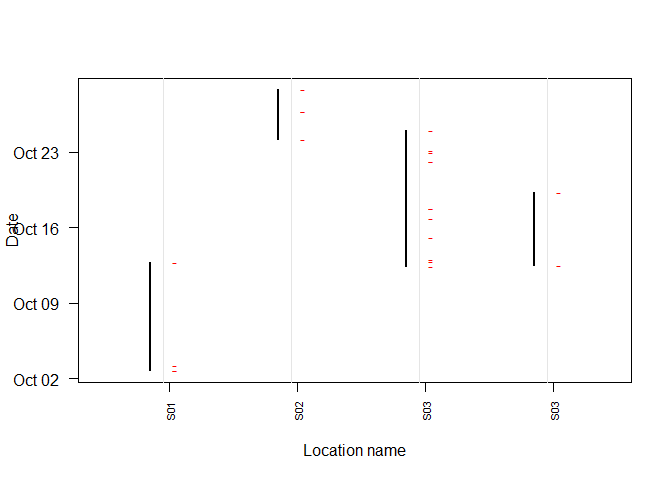 Oct 23
Oct 16
Date
Oct 09
Oct 02
S01
S02
S03
S03
Location name